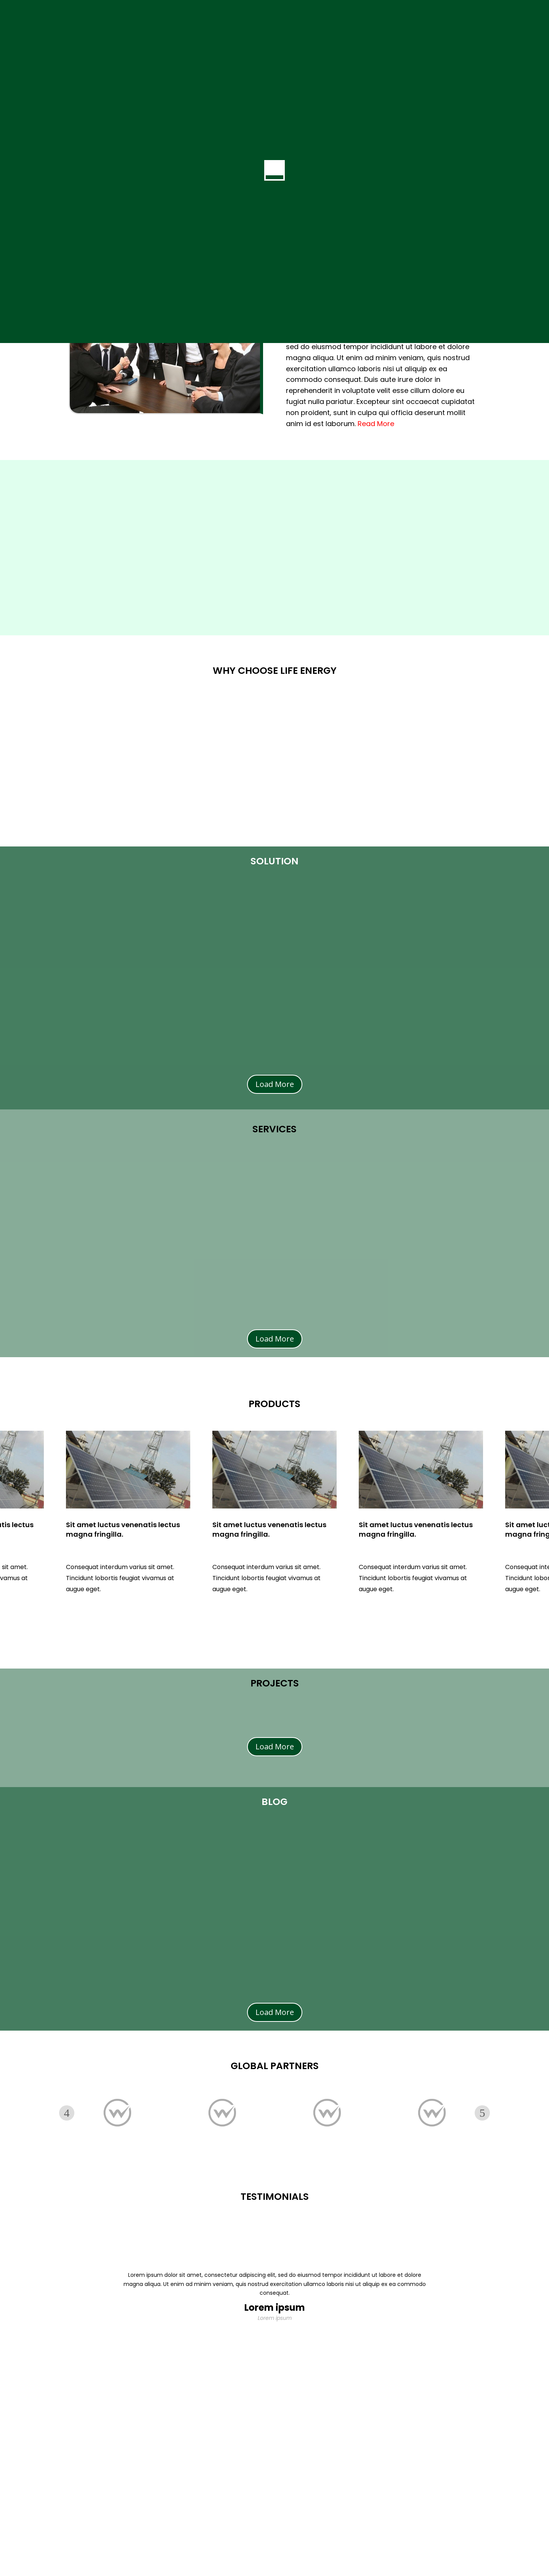 sed do eiusmod tempor incididunt ut labore et dolore
magna aliqua. Ut enim ad minim veniam, quis nostrud
exercitation ullamco laboris nisi ut aliquip ex ea
commodo consequat. Duis aute irure dolor in
reprehenderit in voluptate velit esse cillum dolore eu
fugiat nulla pariatur. Excepteur sint occaecat cupidatat
non proident, sunt in culpa qui officia deserunt mollit
anim id est laborum. Read More
WHY CHOOSE LIFE ENERGY
SOLUTION
Load More
SERVICES
Load More
PRODUCTS
tis lectus
sit amet.
vamus at
Sit amet luctus venenatis lectus
magna fringilla.
Consequat interdum varius sit amet.
Tincidunt lobortis feugiat vivamus at
augue eget.
Sit amet luctus venenatis lectus
magna fringilla.
Consequat interdum varius sit amet.
Tincidunt lobortis feugiat vivamus at
augue eget.
Sit amet luctus venenatis lectus
magna fringilla.
Consequat interdum varius sit amet.
Tincidunt lobortis feugiat vivamus at
augue eget.
Sit amet luct
magna fring
Consequat inte
Tincidunt lobor
augue eget.
PROJECTS
Load More
BLOG
Load More
GLOBAL PARTNERS
4
5
TESTIMONIALS
Lorem ipsum dolor sit amet, consectetur adipiscing elit, sed do eiusmod tempor incididunt ut labore et dolore
magna aliqua. Ut enim ad minim veniam, quis nostrud exercitation ullamco laboris nisi ut aliquip ex ea commodo
consequat.
Lorem ipsum
Lorem Ipsum